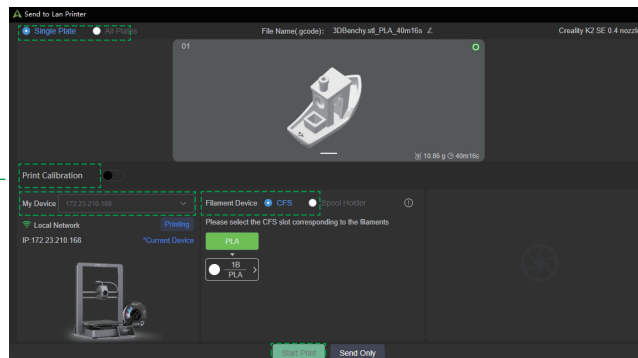 Send to Lan Printer
Single Plate All Plates File Name(.gcode): 3DBenchy.stl_PLA_40m16s Creality K2 SE 0.4 nozzle
01
10.86 g 40m16s
Print Calibration
My Device 172.23.210.168 Filament Device CFS Spool Holder
Local Network Printing Please select the CFS slot corresponding to the filaments
IP:172.23.210.168 *Current Device PLA
1B
PLA
Start Print Send Only